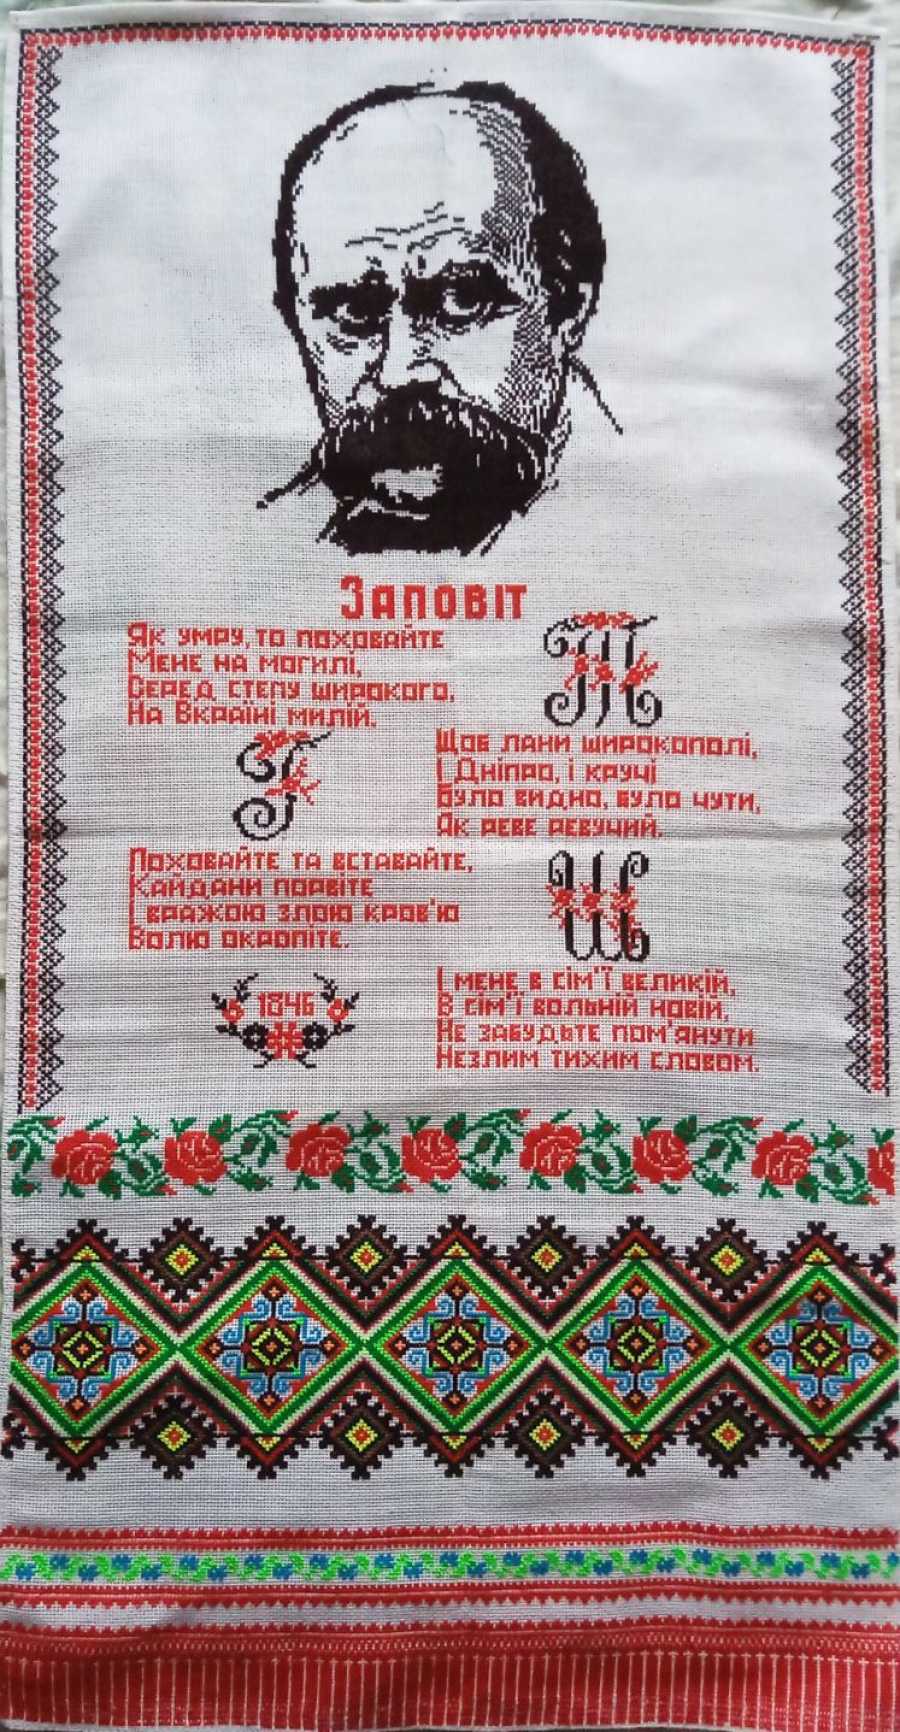 Заповіт
Як умру, то поховайте
Мене на могилі,
Серед степу широкого,
На Вкраїні милій.
Т
Г
Щоб лани широкополі,
І Дніпро, і кручі
Було видно, було чути,
Як реве ревучий.
Поховайте та вставайте,
Кайдани порвіте
І вражою злою кров'ю
Волю окропіте.
Ш
1846
І мене в сім'ї великій,
В сім'ї вольній новій,
Не забудьте пом'янути
Незлим тихим словом.